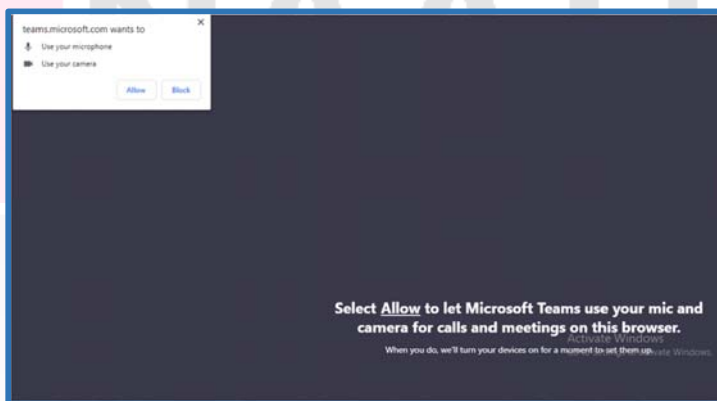 teams.microsoft.com wants to
Use your microphone
Use your camera
Allow
Block
Select Allow to let Microsoft Teams use your mic and
camera for calls and meetings on this browser.
Activate Windows
When you do, we'll turn your devices on for a moment to set them up.
Windows.